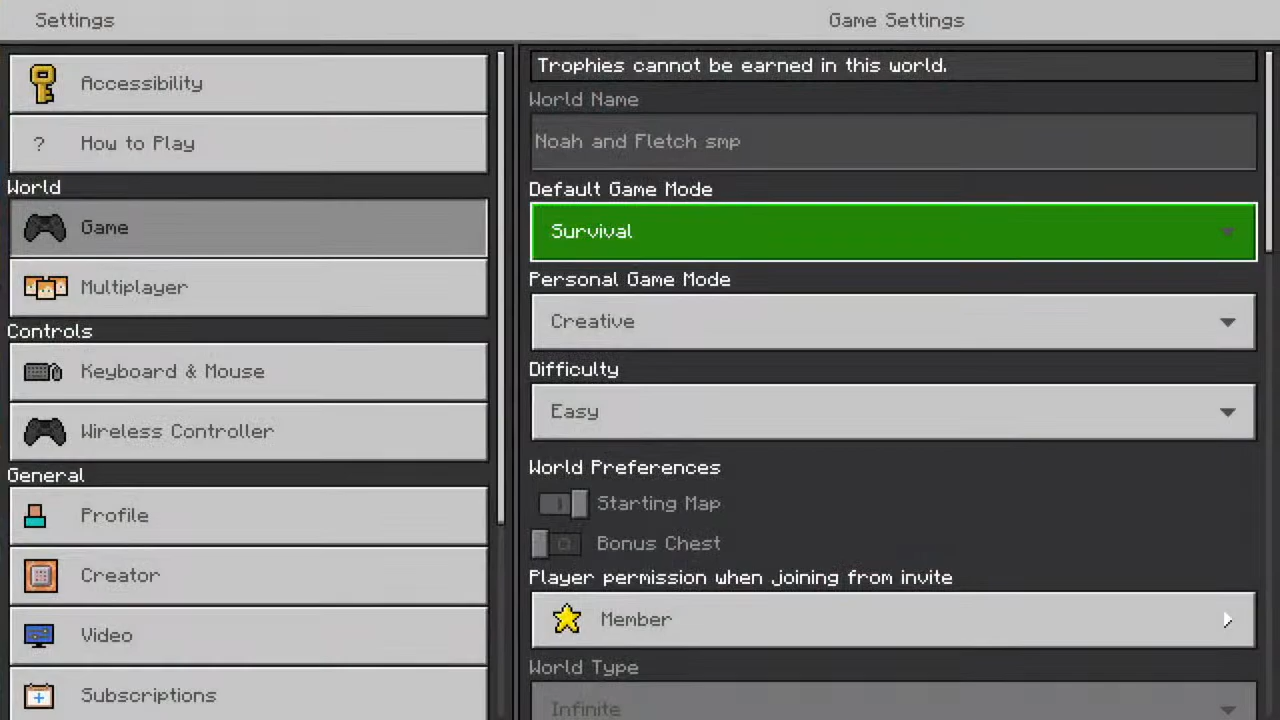 Settings
Game Settings
Accessibility
? How to Play
World
Game
Multiplayer
Controls
Keyboard & Mouse
Wireless Controller
General
Profile
Creator
Video
Subscriptions
Trophies cannot be earned in this world.
World Name
Noah and Fletch smp
Default Game Mode
Survival
Personal Game Mode
Creative
Difficulty
Easy
World Preferences
Starting Map
Bonus Chest
Player permission when joining from invite
Member
World Type
Infinite